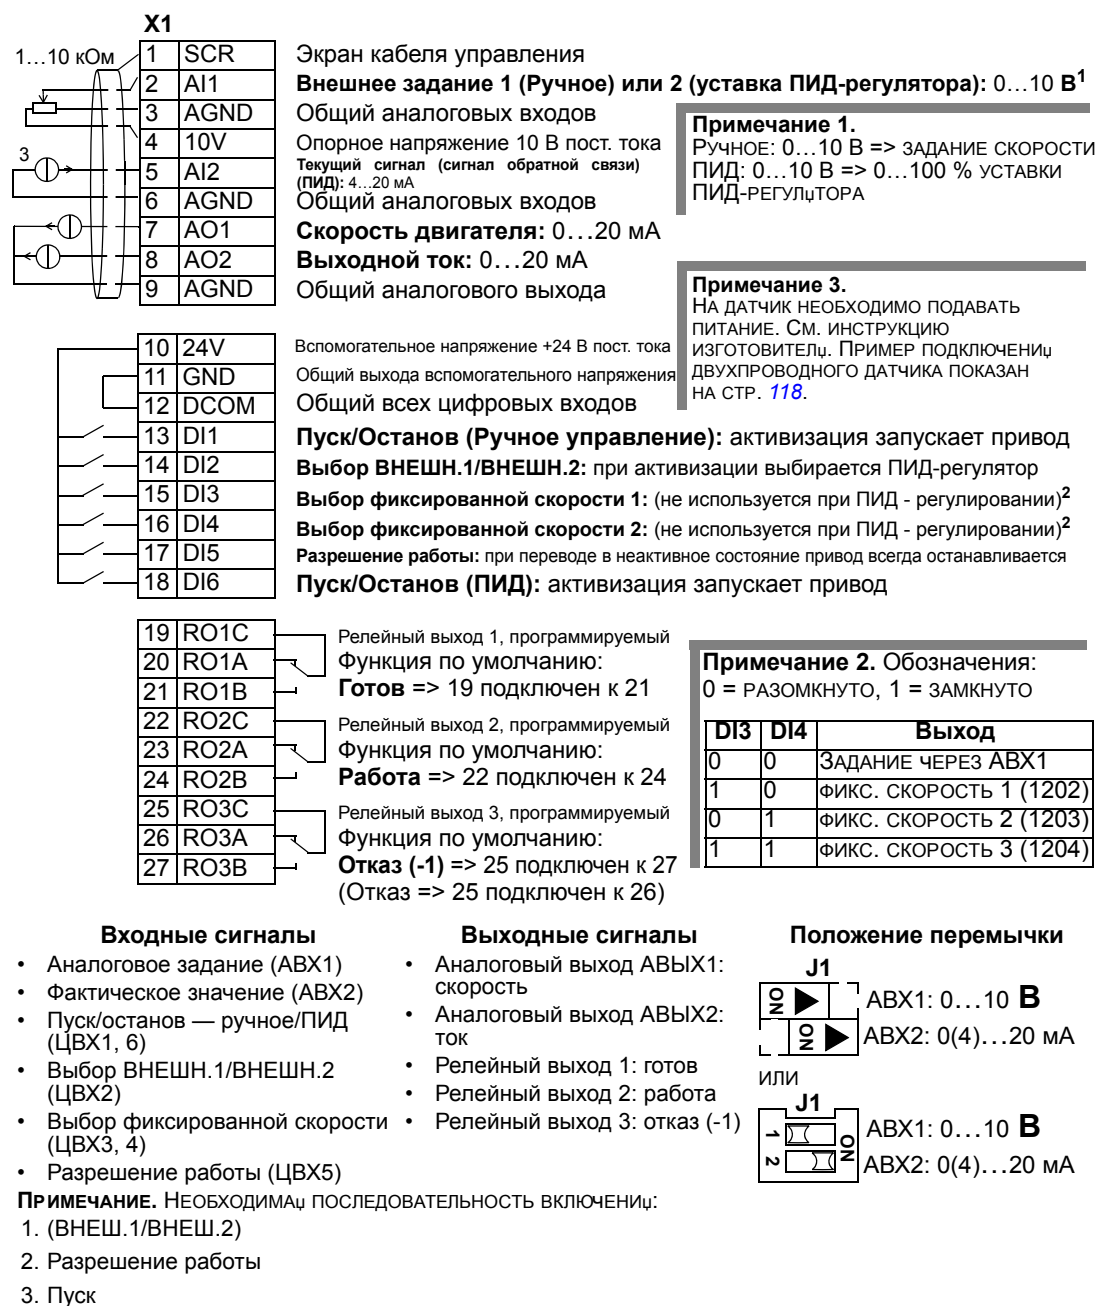 X1
1…10 кОм
1 SCR Экран кабеля управления
2 AI1 Внешнее задание 1 (Ручное) или 2 (уставка ПИД-регулятора): 0…10 В1
3 AGND Общий аналоговых входов
4 10V Опорное напряжение 10 В пост. тока
3
5 AI2 Текущий сигнал (сигнал обратной связи)
(ПИД): 4…20 мА
6 AGND Общий аналоговых входов
7 AO1 Скорость двигателя: 0…20 мА
8 AO2 Выходной ток: 0…20 мА
9 AGND Общий аналогового выхода
Примечание 1.
Ручное: 0…10 В => задание скорости
ПИД: 0…10 В => 0…100 % уставки
ПИД-регулџтора
Примечание 3.
На датчик необходимо подавать
питание. См. инструкцию
изготовителџ. Пример подключениџ
двухпроводного датчика показан
на стр. 118.
10 24V Вспомогательное напряжение +24 В пост. тока
11 GND Общий выхода вспомогательного напряжения
12 DCOM Общий всех цифровых входов
13 DI1 Пуск/Останов (Ручное управление): активизация запускает привод
14 DI2 Выбор ВНЕШН.1/ВНЕШН.2: при активизации выбирается ПИД-регулятор
15 DI3 Выбор фиксированной скорости 1: (не используется при ПИД - регулировании)2
16 DI4 Выбор фиксированной скорости 2: (не используется при ПИД - регулировании)2
17 DI5 Разрешение работы: при переводе в неактивное состояние привод всегда останавливается
18 DI6 Пуск/Останов (ПИД): активизация запускает привод
19 RO1C Релейный выход 1, программируемый
20 RO1A Функция по умолчанию:
21 RO1B Готов => 19 подключен к 21
22 RO2C Релейный выход 2, программируемый
23 RO2A Функция по умолчанию:
24 RO2B Работа => 22 подключен к 24
25 RO3C Релейный выход 3, программируемый
26 RO3A Функция по умолчанию:
27 RO3B Отказ (-1) => 25 подключен к 27
(Отказ => 25 подключен к 26)
Примечание 2. Обозначения:
0 = разомкнуто, 1 = замкнуто
DI3 DI4 Выход
0 0 Задание через АВХ1
1 0 фикс. скорость 1 (1202)
0 1 фикс. скорость 2 (1203)
1 1 фикс. скорость 3 (1204)
Входные сигналы
• Аналоговое задание (АВХ1)
• Фактическое значение (АВХ2)
• Пуск/останов — ручное/ПИД
(ЦВХ1, 6)
• Выбор ВНЕШН.1/ВНЕШН.2
(ЦВХ2)
• Выбор фиксированной скорости
(ЦВХ3, 4)
• Разрешение работы (ЦВХ5)
Выходные сигналы
• Аналоговый выход АВЫХ1:
скорость
• Аналоговый выход АВЫХ2:
ток
• Релейный выход 1: готов
• Релейный выход 2: работа
• Релейный выход 3: отказ (-1)
Положение перемычки
J1
ON АВХ1: 0…10 В
ON АВХ2: 0(4)…20 мА
ИЛИ
J1
1 АВХ1: 0…10 В
ON
2 АВХ2: 0(4)…20 мА
Примечание. Необходимаџ последовательность включениџ:
1. (ВНЕШ.1/ВНЕШ.2)
2. Разрешение работы
3. Пуск